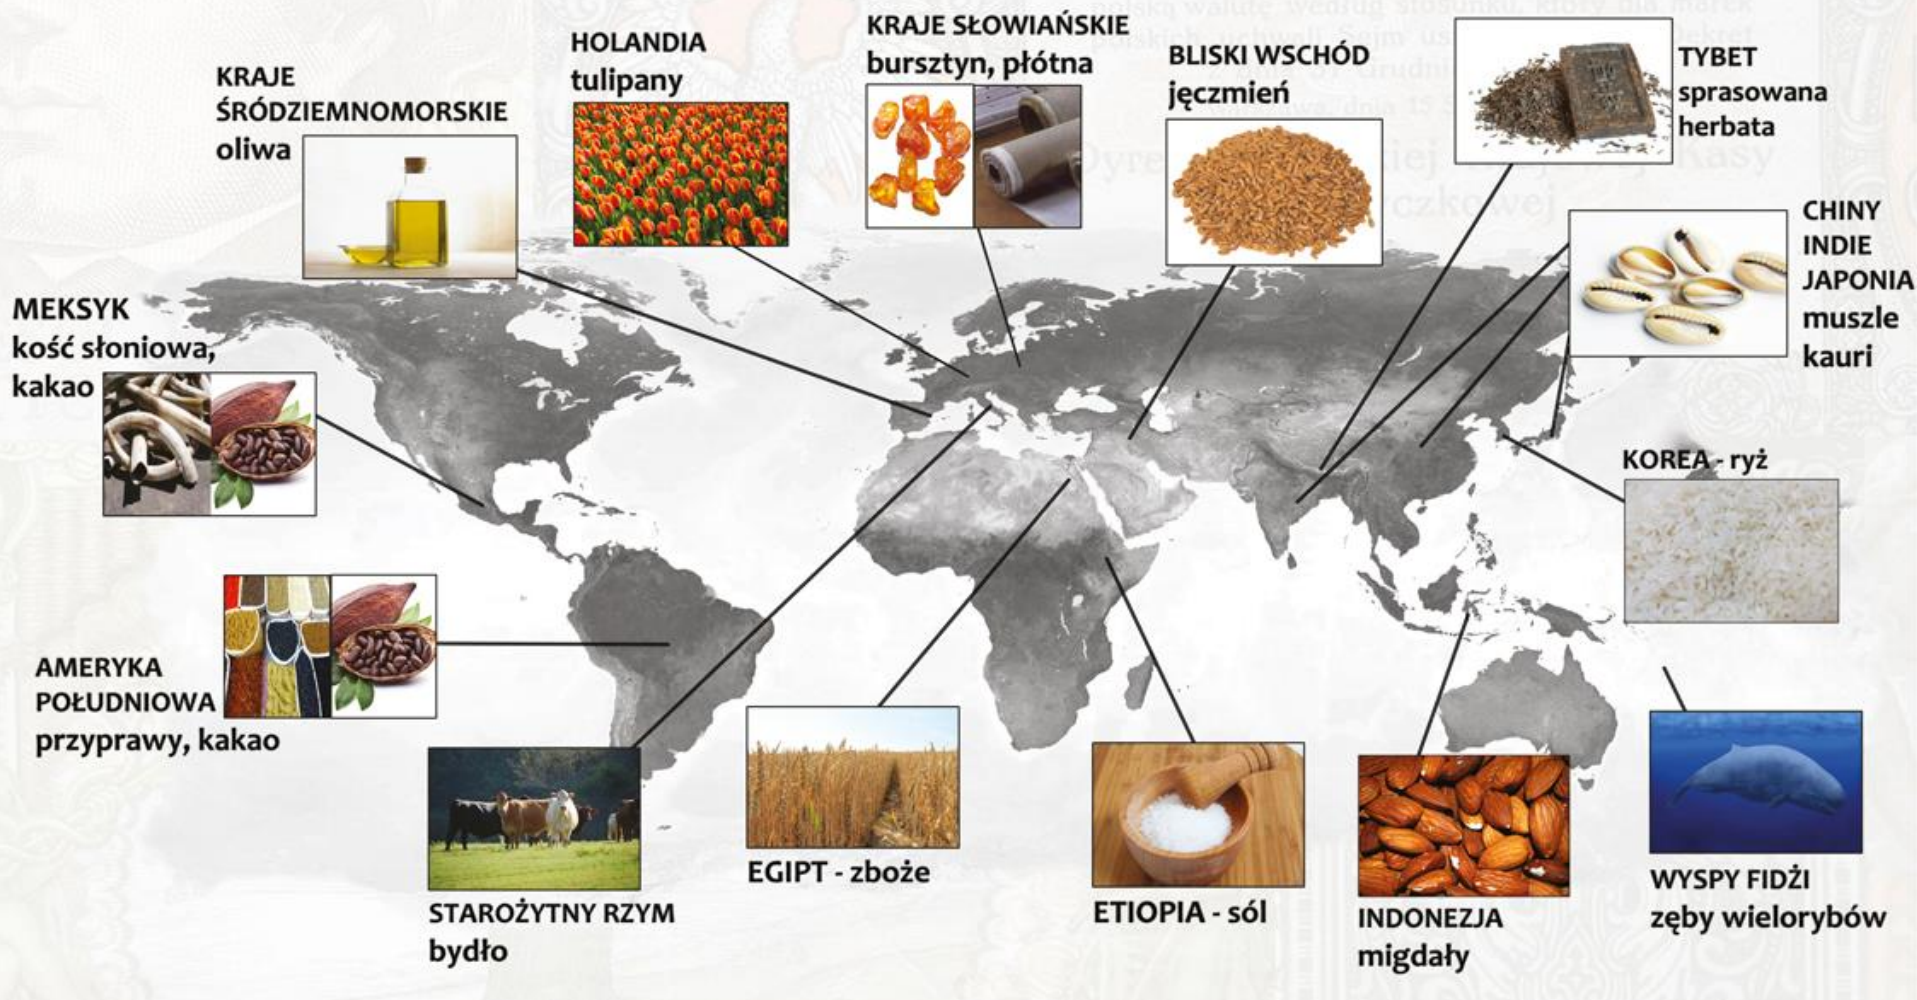 KRAJE
ŚRÓDZIEMNOMORSKIE
oliwa
HOLANDIA
tulipany
KRAJE SŁOWIAŃSKIE
bursztyn, płótna
BLISKI WSCHÓD
jęczmień
TYBET
sprasowana
herbata
CHINY
INDIE
JAPONIA
muszle
kauri
MEKSYK
kość słoniowa,
kakao
KOREA - ryż
AMERYKA
POŁUDNIOWA
przyprawy, kakao
STAROŻYTNY RZYM
bydło
EGIPT - zboże
ETIOPIA - sól
INDONEZJA
migdały
WYSPY FIDŻI
zęby wielorybów